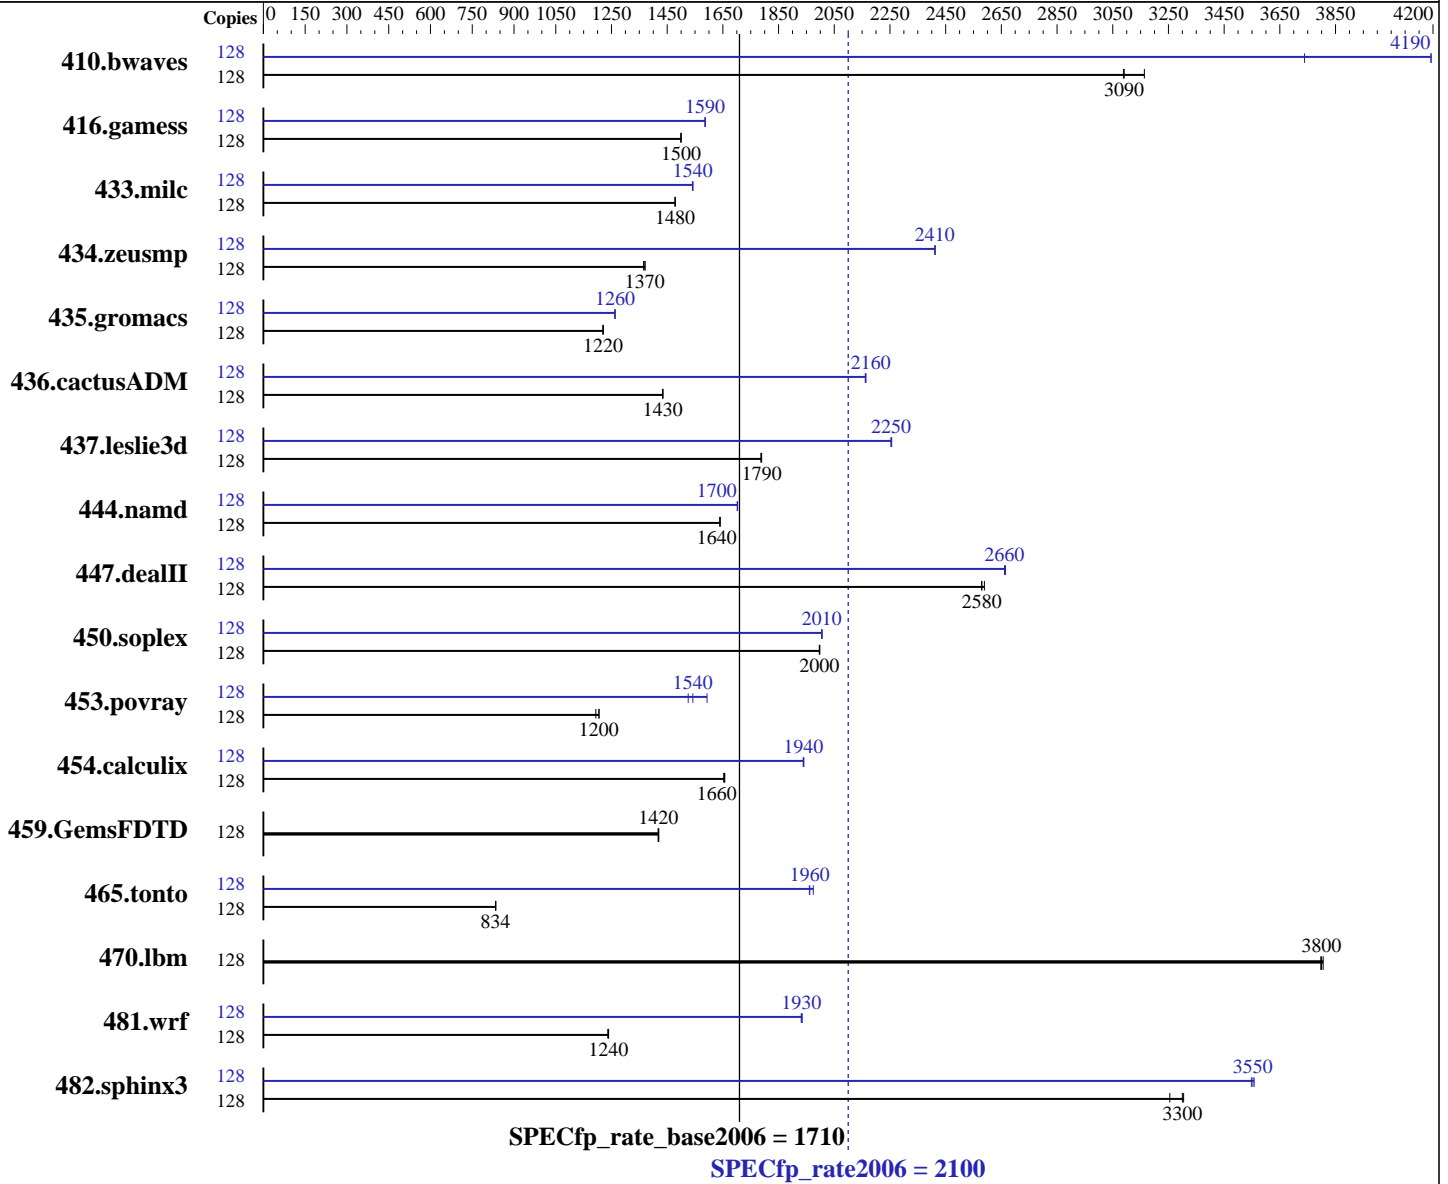 Copies 0 150 300 450 600 750 900 1050 1250 1450 1650 1850 2050 2250 2450 2650 2850 3050 3250 3450 3650 3850 4200
410.bwaves 128 4190
128 3090
416.gamess 128 1590
128 1500
433.milc 128 1540
128 1480
434.zeusmp 128 2410
128 1370
435.gromacs 128 1260
128 1220
436.cactusADM 128 2160
128 1430
437.leslie3d 128 2250
128 1790
444.namd 128 1700
128 1640
447.dealII 128 2660
128 2580
450.soplex 128 2010
128 2000
453.povray 128 1540
128 1200
454.calculix 128 1940
128 1660
459.GemsFDTD 128 1420
465.tonto 128 1960
128 834
470.lbm 128 3800
481.wrf 128 1930
128 1240
482.sphinx3 128 3550
128 3300
SPECfp_rate_base2006 = 1710
SPECfp_rate2006 = 2100